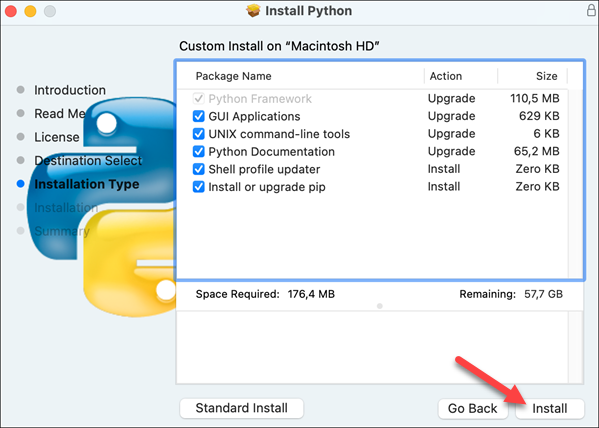 Install Python
Custom Install on “Macintosh HD”
Introduction
Read Me
License
Destination Select
Installation Type
Installation
Summary
Package Name Action Size
Python Framework Upgrade 110,5 MB
GUI Applications Upgrade 629 KB
UNIX command-line tools Upgrade 6 KB
Python Documentation Upgrade 65,2 MB
Shell profile updater Install Zero KB
Install or upgrade pip Install Zero KB
Space Required: 176,4 MB Remaining: 57,7 GB
Standard Install Go Back Install